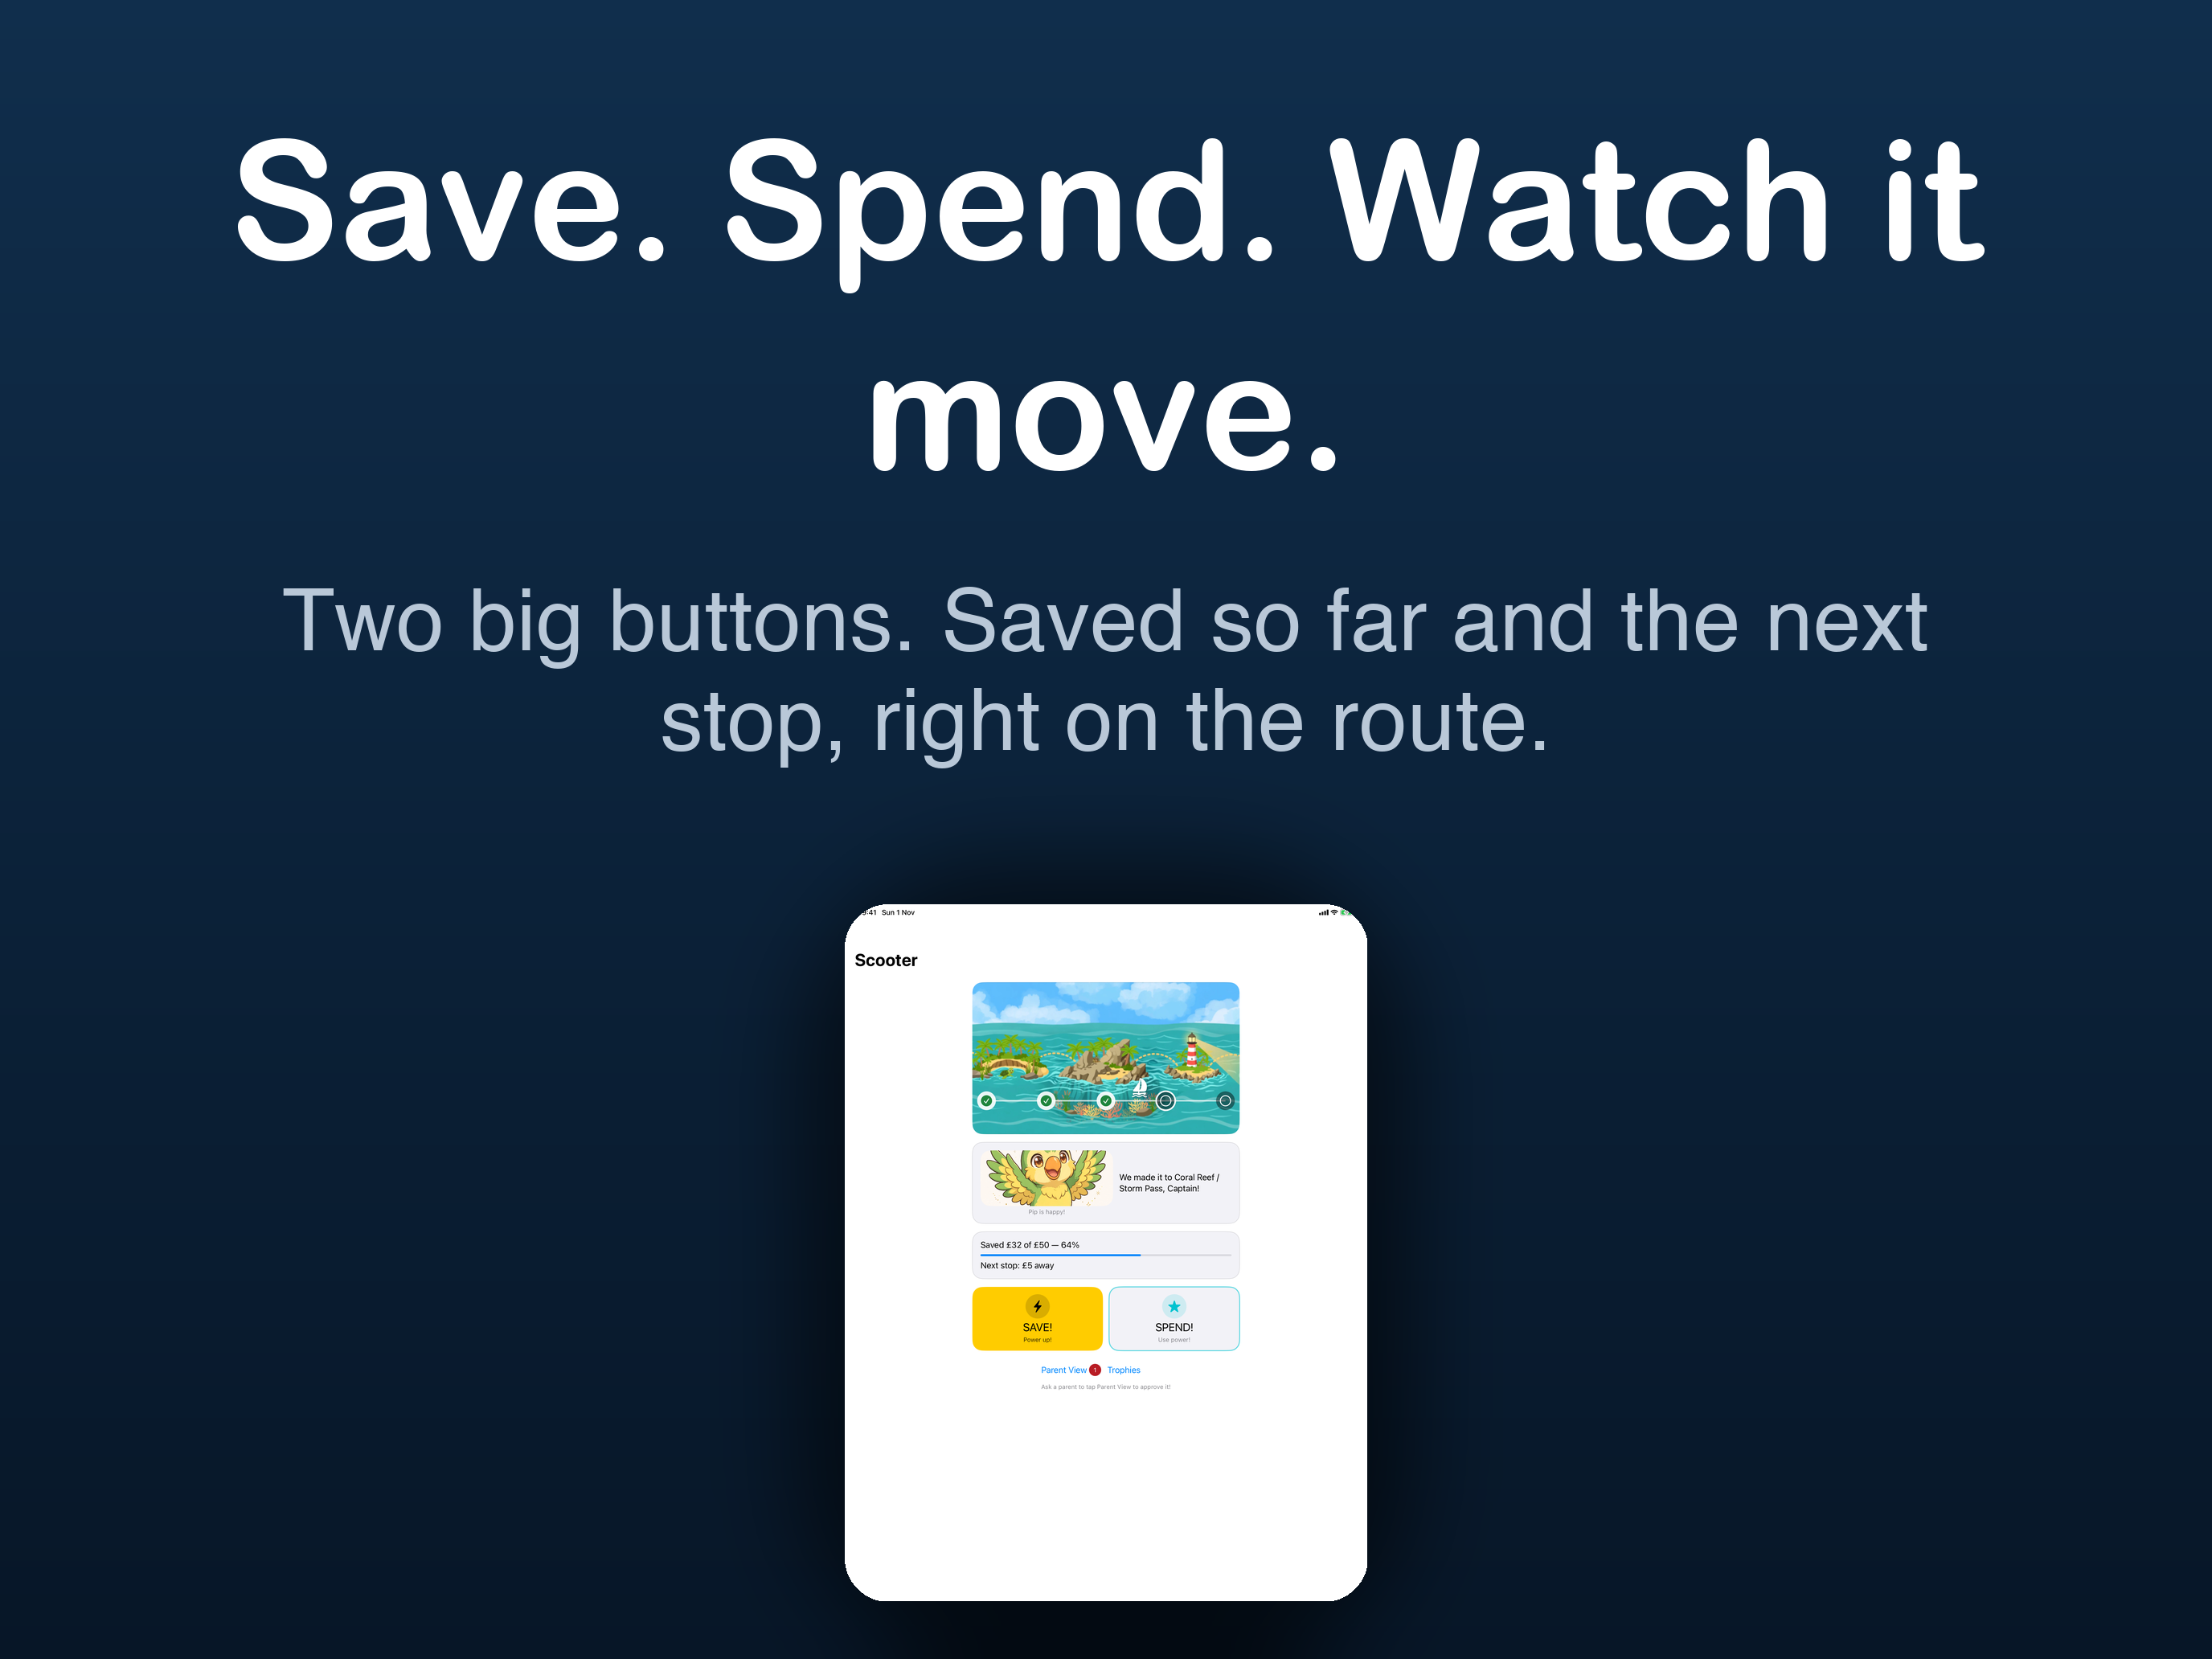 Save. Spend. Watch it
move.
Two big buttons. Saved so far and the next
stop, right on the route.
9:41 Sun 1 Nov
Scooter
We made it to Coral Reef /
Storm Pass, Captain!
Pip is happy!
Saved £32 of £50 — 64%
Next stop: £5 away
SAVE!
Power up!
SPEND!
Use power!
Parent View 1 Trophies
Ask a parent to tap Parent View to approve it!